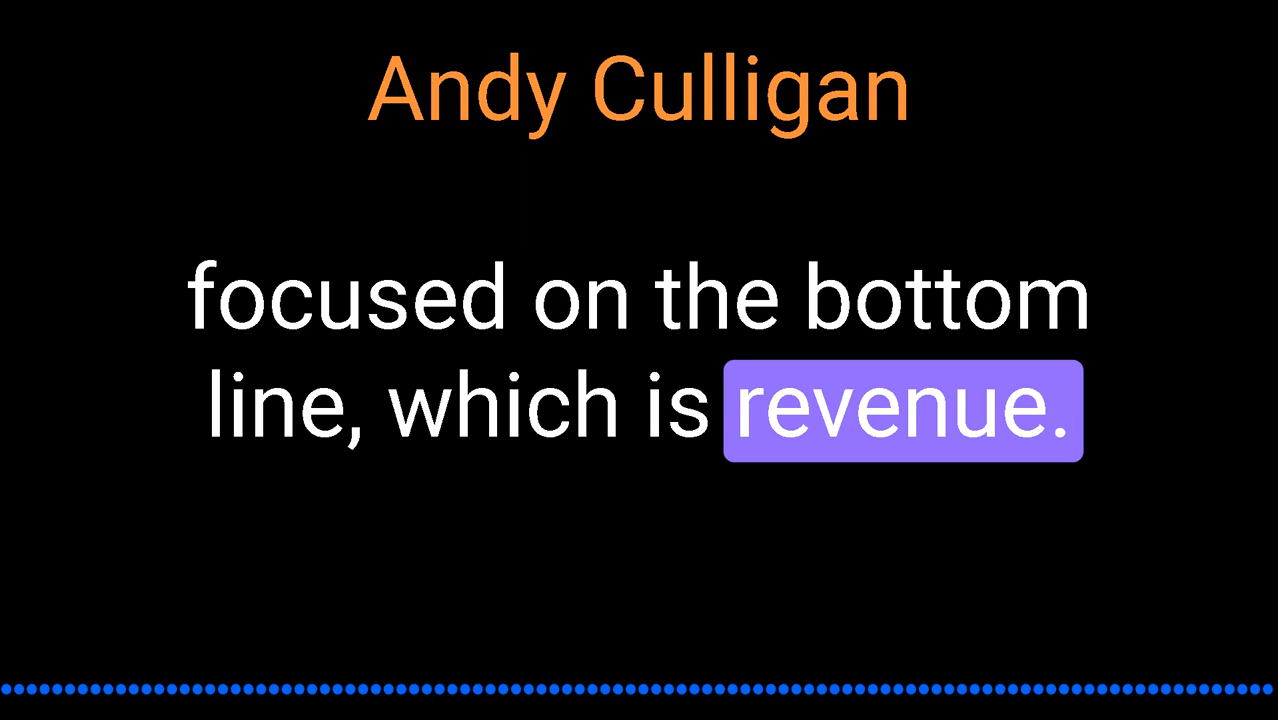 Andy Culligan
focused on the bottom
line, which is revenue.